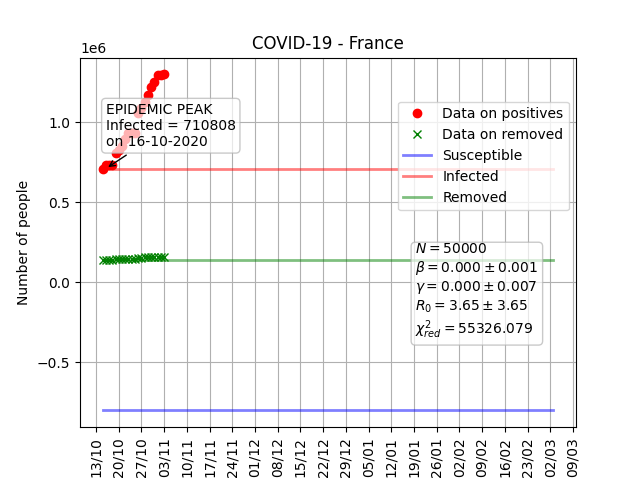 COVID-19 - France
1e6
Number of people
1.0
0.5
0.0
−0.5
EPIDEMIC PEAK
Infected = 710808
on 16-10-2020
Data on positives
Data on removed
Susceptible
Infected
Removed
N = 50000
β = 0.000 ± 0.001
γ = 0.000 ± 0.007
R₀ = 3.65 ± 3.65
χ²_red = 55326.079
13/10
20/10
27/10
03/11
10/11
17/11
24/11
01/12
08/12
15/12
22/12
29/12
05/01
12/01
19/01
26/01
02/02
09/02
16/02
23/02
02/03
09/03